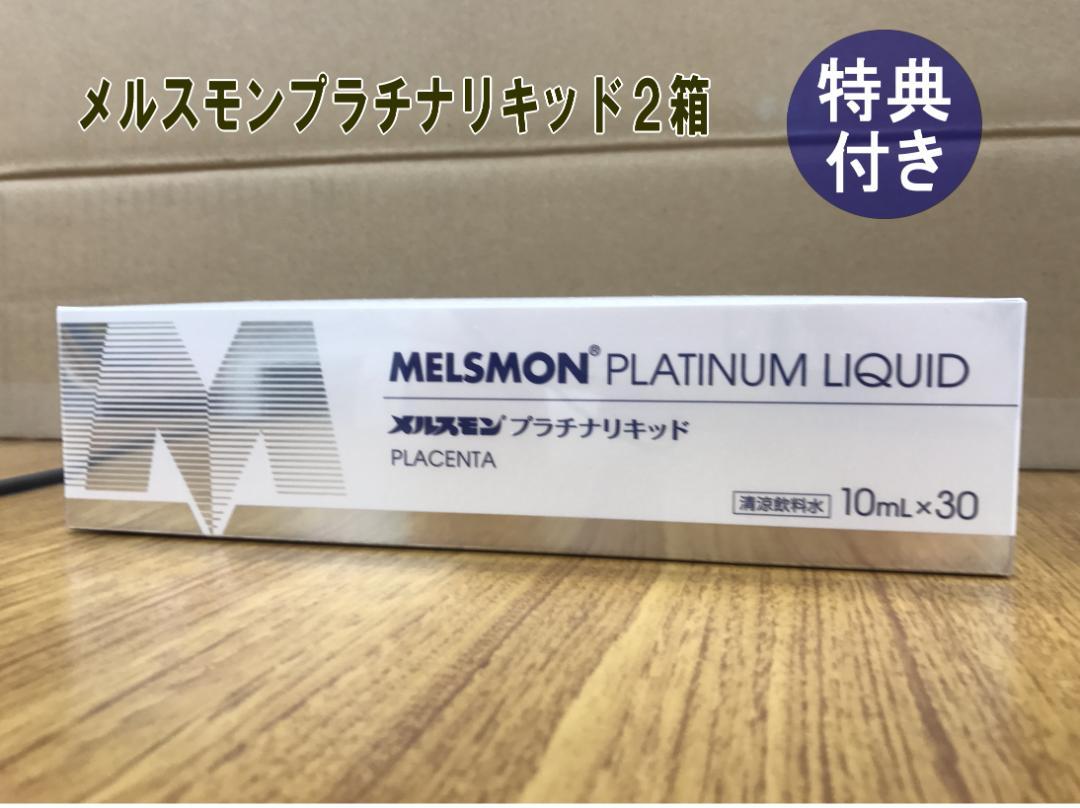 メルスモンプラチナリキッド2箱
特典
付き
MELSMON® PLATINUM LIQUID
メルスモン®プラチナリキッド
PLACENTA
清涼飲料水 10mL×30